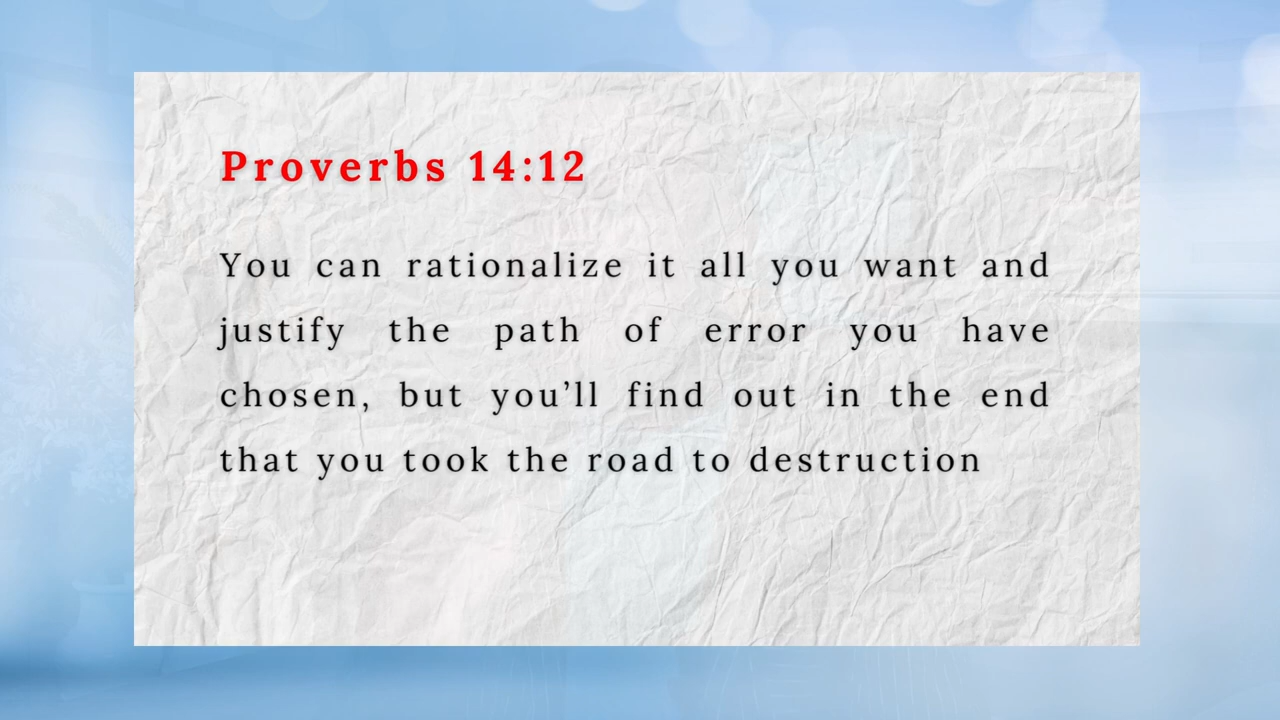 Proverbs 14:12
You can rationalize it all you want and
justify the path of error you have
chosen, but you’ll find out in the end
that you took the road to destruction